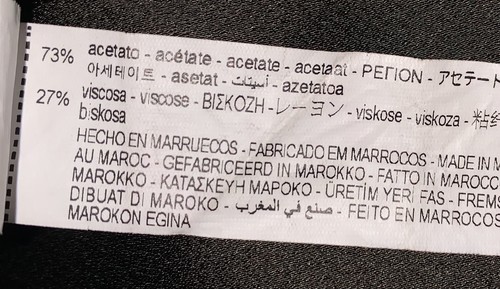 73% acetato - acétate - acetate - acetaat - ΡΕΓΙΟΝ - アセテート
아세테이트 - asetat - أسيتات - azetatoa
27% viscosa - viscose - ΒΙΣΚΟΖΗ - レーヨン - viskose - viskoza - 粘
biskosa
HECHO EN MARRUECOS - FABRICADO EM MARROCOS - MADE IN M
AU MAROC - GEFABRICEERD IN MAROKKO - FATTO IN MAROCC
MAROKKO - ΚΑΤΑΣΚΕΥΗ ΜΑΡΟΚΟ - ÜRETİM YERİ FAS - FREMS
DIBUAT DI MAROKO - صنع في المغرب - FEITO EN MARROCOS
MAROKON EGINA